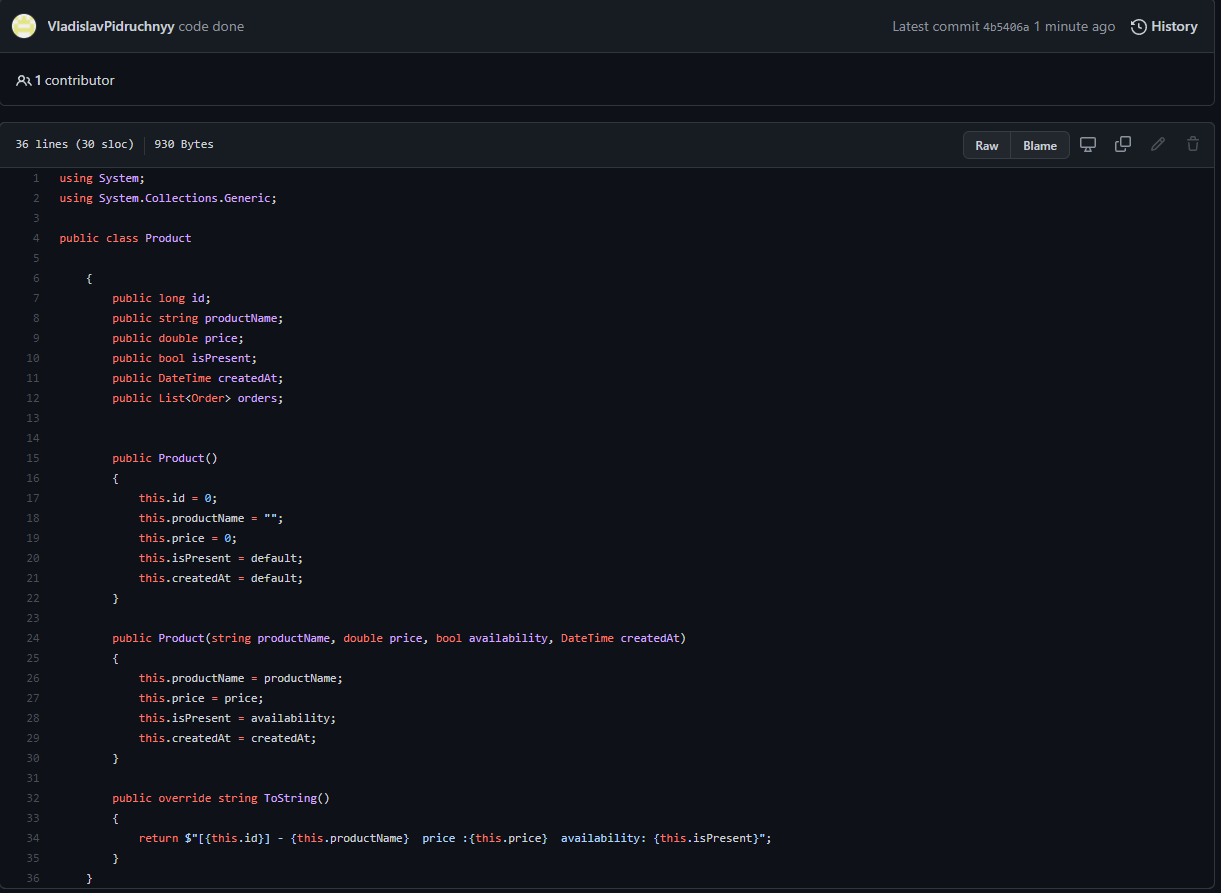 VladislavPidruchnyy code done Latest commit 4b5406a 1 minute ago History
1 contributor
36 lines (30 sloc) 930 Bytes Raw Blame
1 using System;
2 using System.Collections.Generic;
3
4 public class Product
5
6     {
7         public long id;
8         public string productName;
9         public double price;
10         public bool isPresent;
11         public DateTime createdAt;
12         public List<Order> orders;
13
14
15         public Product()
16         {
17             this.id = 0;
18             this.productName = "";
19             this.price = 0;
20             this.isPresent = default;
21             this.createdAt = default;
22         }
23
24         public Product(string productName, double price, bool availability, DateTime createdAt)
25         {
26             this.productName = productName;
27             this.price = price;
28             this.isPresent = availability;
29             this.createdAt = createdAt;
30         }
31
32         public override string ToString()
33         {
34             return $"[{this.id}] - {this.productName}  price :{this.price}  availability: {this.isPresent}";
35         }
36     }